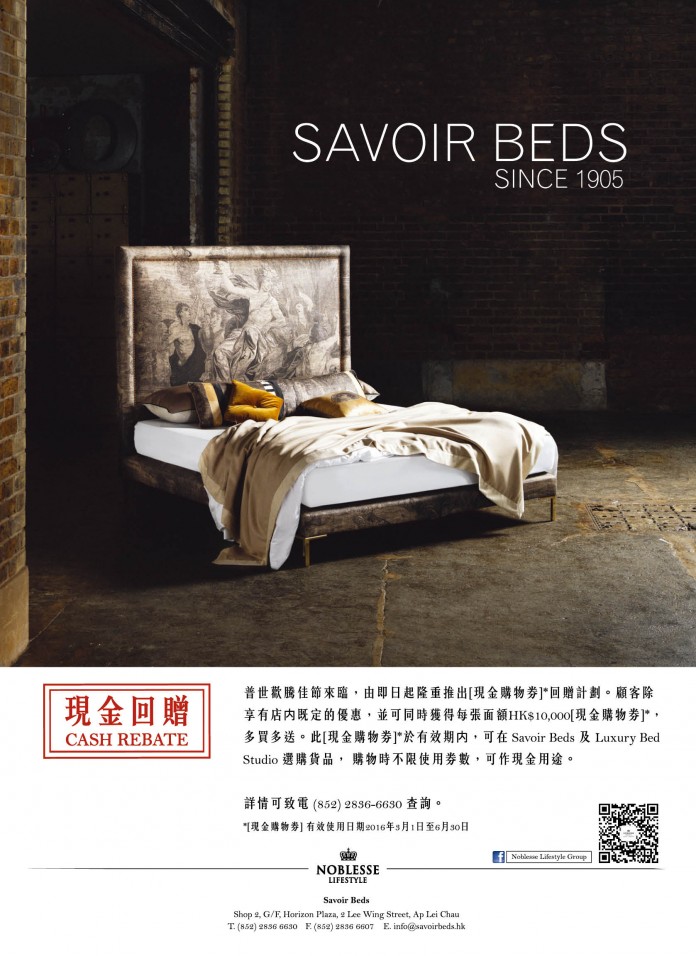 SAVOIR BEDS
SINCE 1905
現金回贈
CASH REBATE
普世歡騰佳節來臨，由即日起隆重推出[現金購物券]*回贈計劃。顧客除
享有店內既定的優惠，並可同時獲得每張面額HK$10,000[現金購物券]*，
多買多送。此[現金購物券]*於有效期內，可在 Savoir Beds 及 Luxury Bed
Studio 選購貨品， 購物時不限使用券數，可作現金用途。
詳情可致電 (852) 2836-6630 查詢。
*[現金購物券] 有效使用日期2016年3月1日至6月30日
f Noblesse Lifestyle Group
NOBLESSE
LIFESTYLE
Savoir Beds
Shop 2, G/F, Horizon Plaza, 2 Lee Wing Street, Ap Lei Chau
T. (852) 2836 6630 F. (852) 2836 6607 E. info@savoirbeds.hk